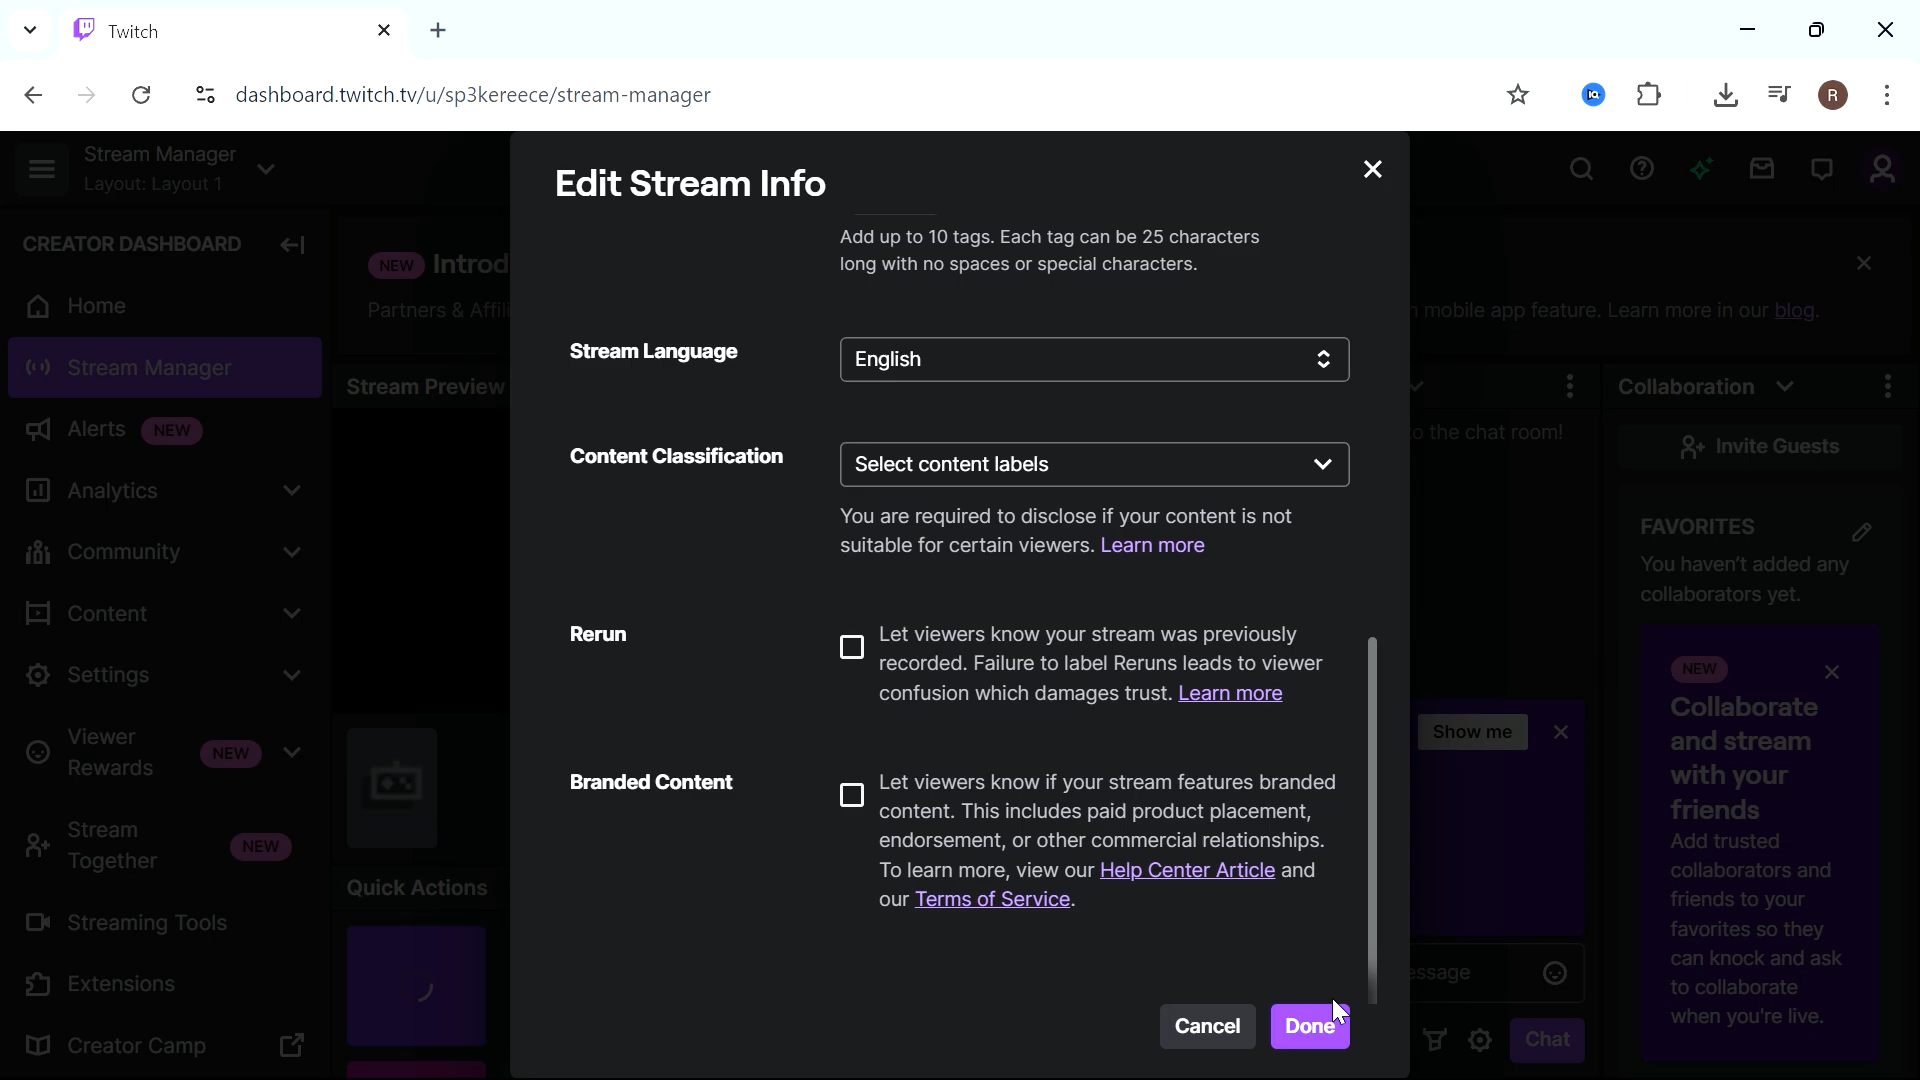 Twitch
dashboard.twitch.tv/u/sp3kereece/stream-manager
R
Stream Manager
Layout: Layout 1
CREATOR DASHBOARD
Home
Stream Manager
Alerts NEW
Analytics
Community
Content
Settings
Viewer
Rewards
NEW
Stream
Together
NEW
Streaming Tools
Extensions
Creator Camp
NEW Introd
Partners & Affili
Stream Preview
Quick Actions
Edit Stream Info
Add up to 10 tags. Each tag can be 25 characters
long with no spaces or special characters.
Stream Language
English
Content Classification
Select content labels
You are required to disclose if your content is not
suitable for certain viewers. Learn more
Rerun
Let viewers know your stream was previously
recorded. Failure to label Reruns leads to viewer
confusion which damages trust. Learn more
Branded Content
Let viewers know if your stream features branded
content. This includes paid product placement,
endorsement, or other commercial relationships.
To learn more, view our Help Center Article and
our Terms of Service.
Cancel
Done
mobile app feature. Learn more in our blog.
o the chat room!
Show me
essage
Chat
Collaboration
Invite Guests
FAVORITES
You haven't added any
collaborators yet.
NEW
Collaborate
and stream
with your
friends
Add trusted
collaborators and
friends to your
favorites so they
can knock and ask
to collaborate
when you're live.